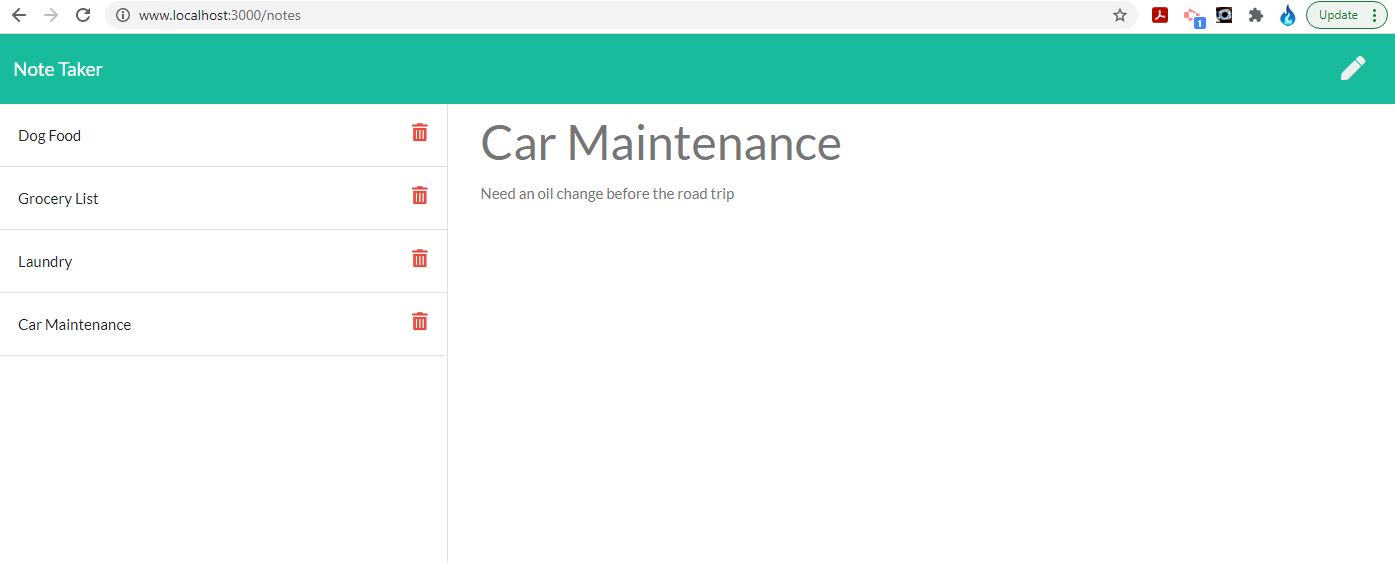 www.localhost:3000/notes
1
Update
Note Taker
Dog Food
Grocery List
Laundry
Car Maintenance
Car Maintenance
Need an oil change before the road trip